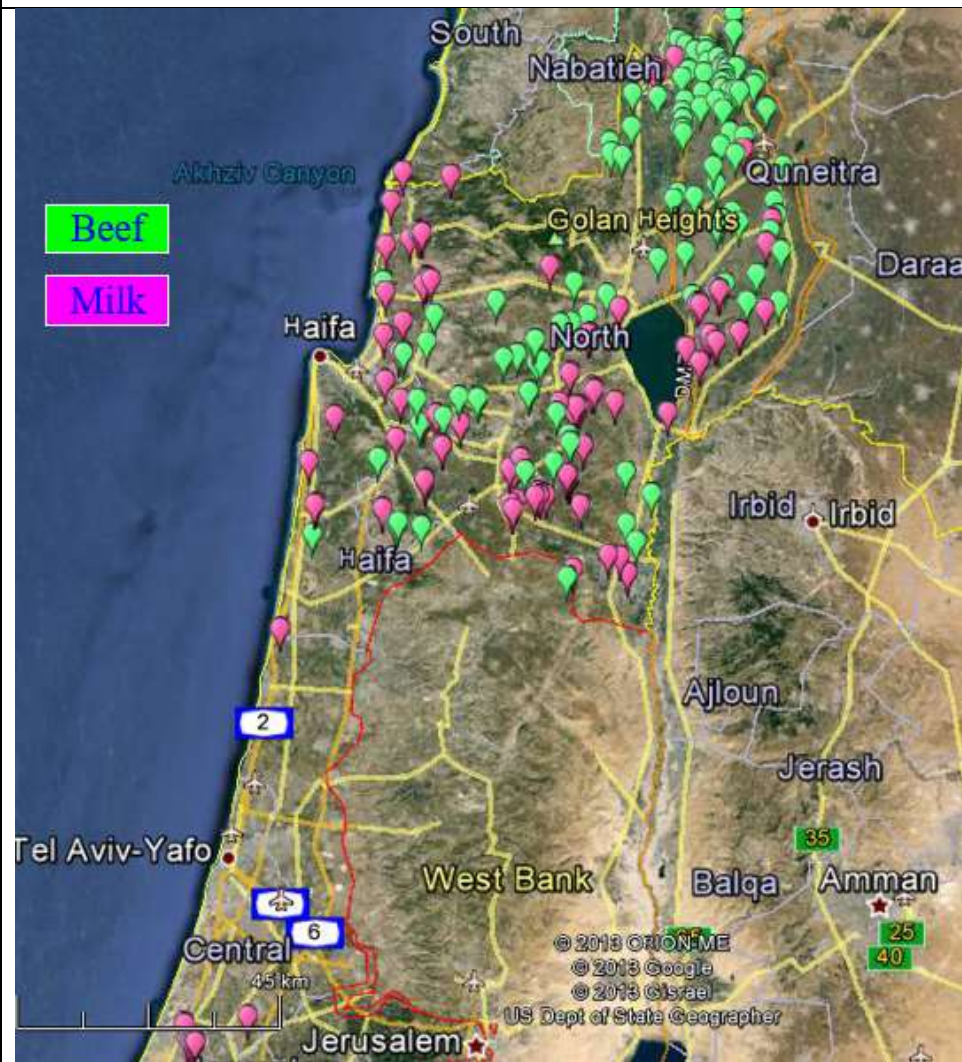 South
Nabatieh
Akhziv Canyon
Quneitra
Beef
Golan Heights
Milk
Daraa
Haifa
North
Irbid
Irbid
Haifa
Ajloun
2
Jerash
35
Tel Aviv-Yafo
West Bank
Balqa
Amman
6
25
Central
© 2013 ORION-ME
40
© 2013 Google
45 km
© 2013 Gisrael
US Dept of State Geographer
Jerusalem